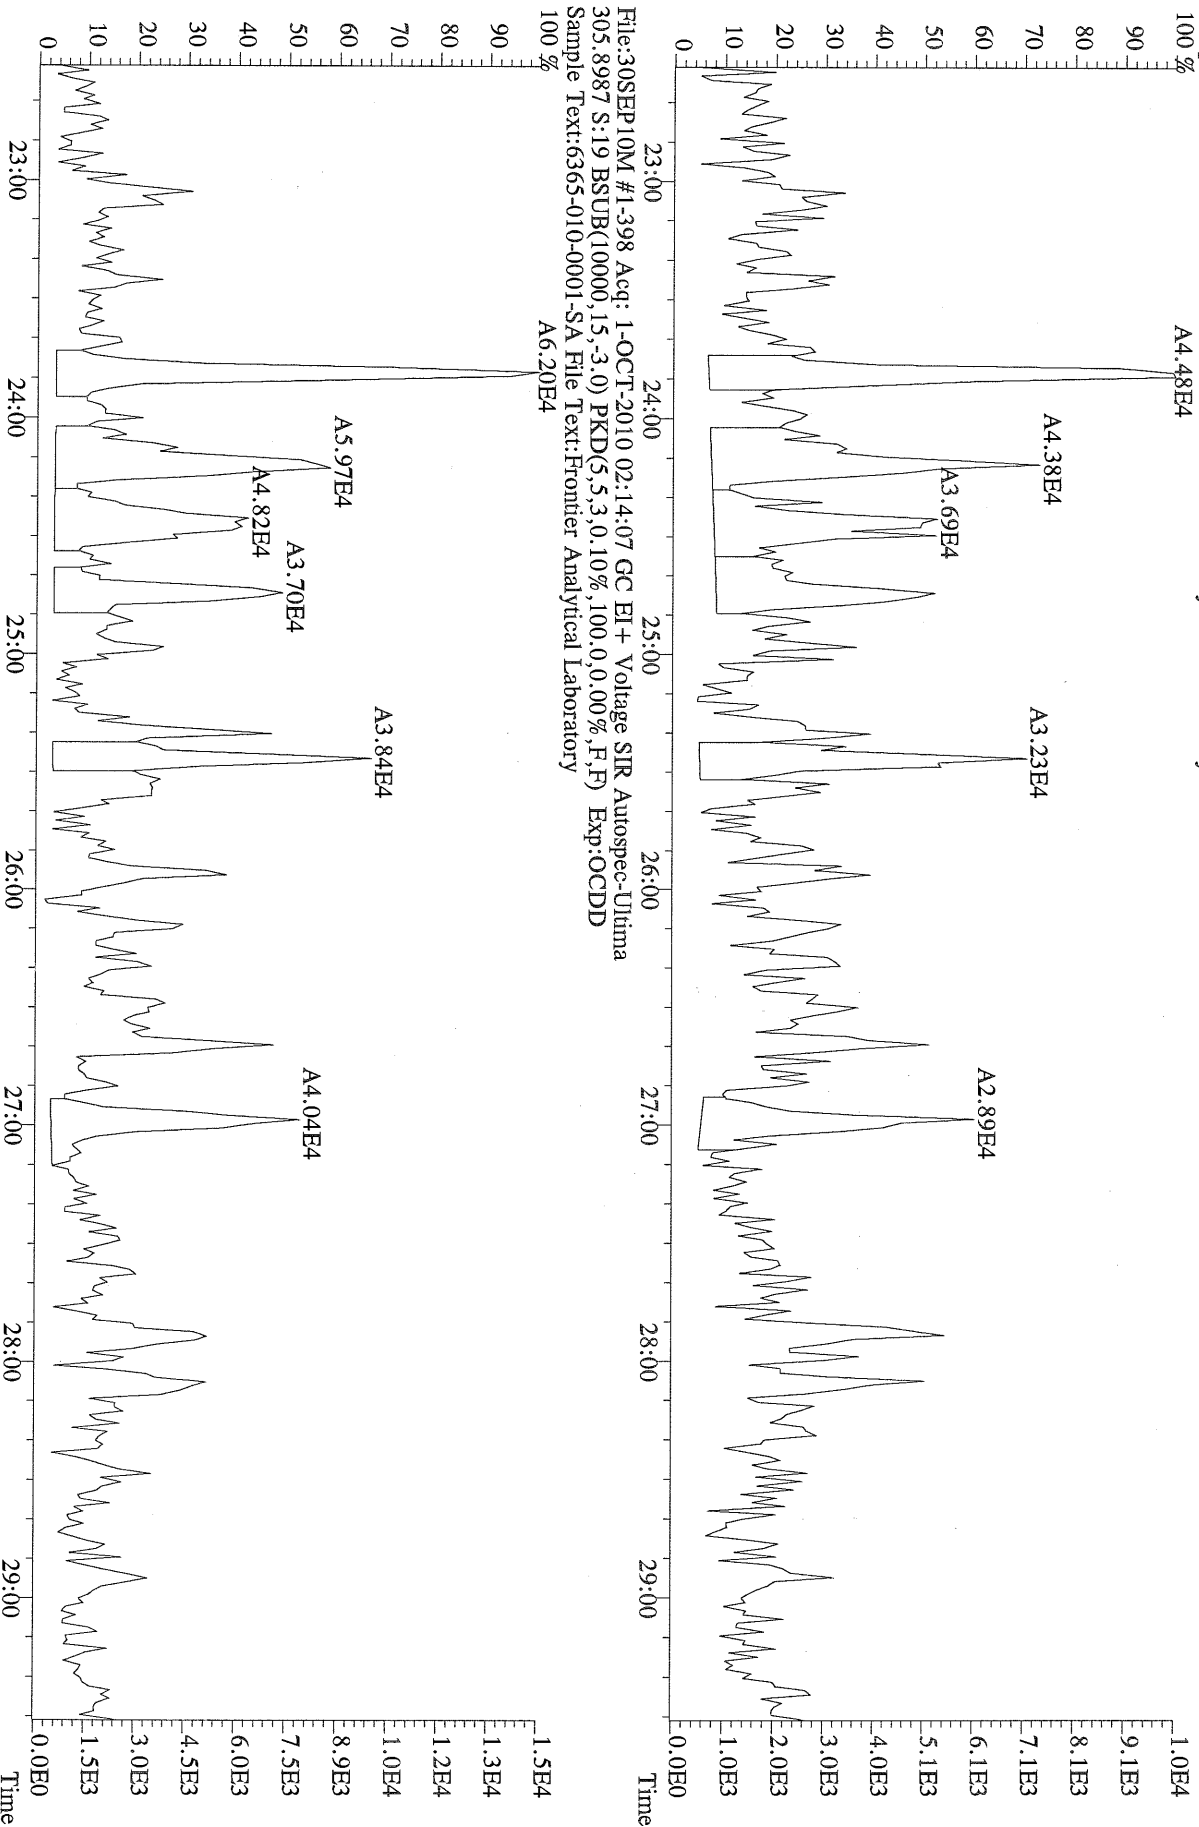 100 %
90
80
70
60
50
40
30
20
10
0
A4.48E4
A4.38E4
A3.69E4
A3.23E4
A2.89E4
1.0E4
9.1E3
8.1E3
7.1E3
6.1E3
5.1E3
4.0E3
3.0E3
2.0E3
1.0E3
0.0E0
23:00
24:00
25:00
26:00
27:00
28:00
29:00
Time
File:30SEP10M #1-398 Acq: 1-OCT-2010 02:14:07 GC EI+ Voltage SIR Autospec-Ultima
305.8987 S:19 BSUB(10000,15,-3.0) PKD(5,5,3,0.10%,100.0,0.00%,F,F) Exp:OCDD
Sample Text:6365-010-0001-SA File Text:Frontier Analytical Laboratory
100 %
90
80
70
60
50
40
30
20
10
0
A6.20E4
A5.97E4
A4.82E4
A3.70E4
A3.84E4
A4.04E4
1.5E4
1.3E4
1.2E4
1.0E4
8.9E3
7.5E3
6.0E3
4.5E3
3.0E3
1.5E3
0.0E0
23:00
24:00
25:00
26:00
27:00
28:00
29:00
Time